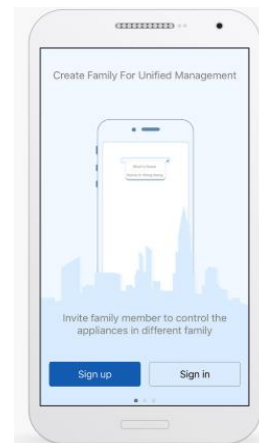 Create Family For Unified Management
Invite family member to control the
appliances in different family
Sign up
Sign in